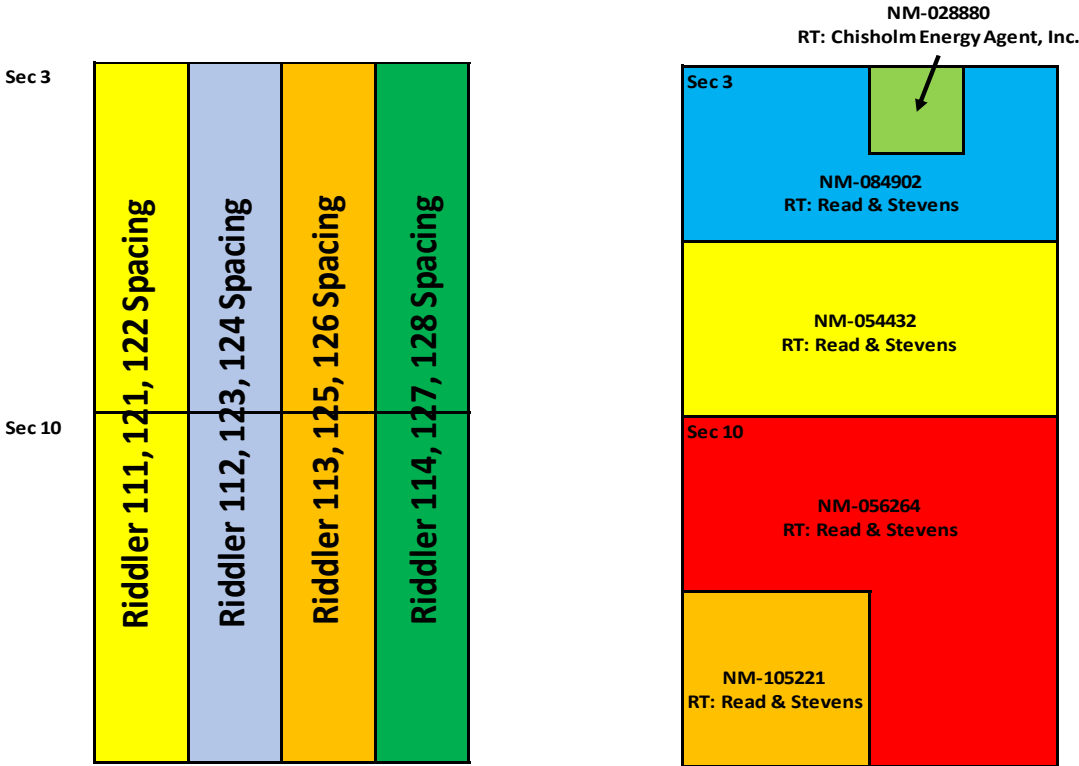 NM-028880
RT: Chisholm Energy Agent, Inc.
Sec 3
Sec 10
Riddler 111, 121, 122 Spacing
Riddler 112, 123, 124 Spacing
Riddler 113, 125, 126 Spacing
Riddler 114, 127, 128 Spacing
Sec 3
NM-084902
RT: Read & Stevens
NM-054432
RT: Read & Stevens
Sec 10
NM-056264
RT: Read & Stevens
NM-105221
RT: Read & Stevens